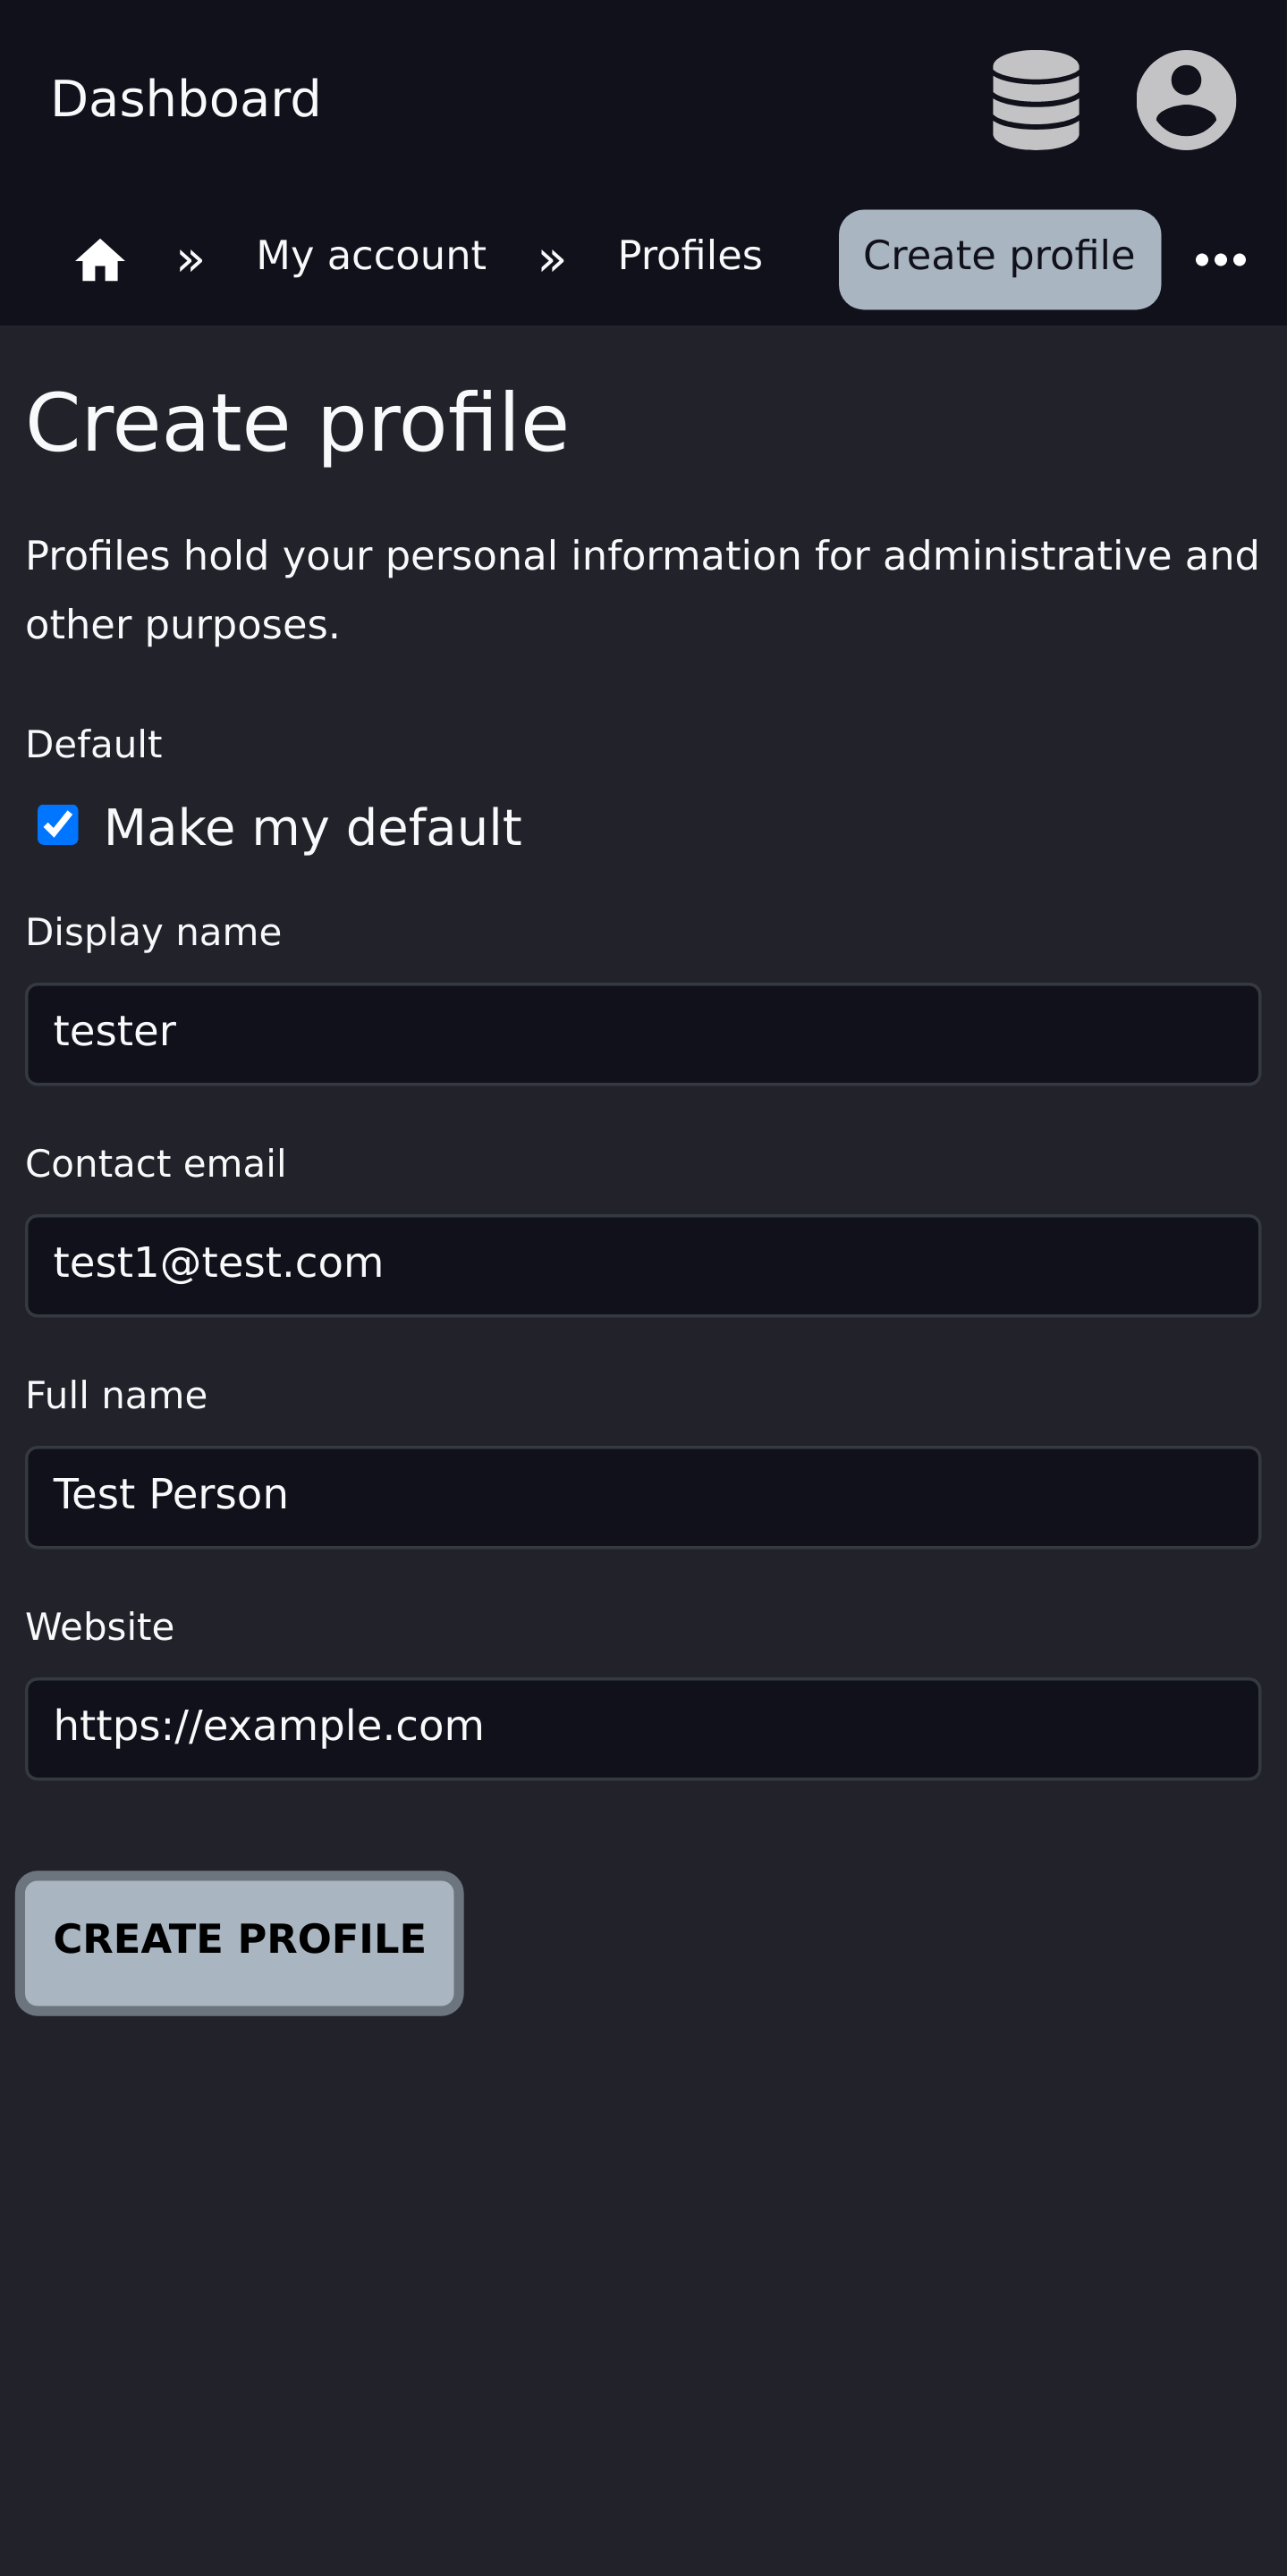 Dashboard
» My account » Profiles Create profile
Create profile
Profiles hold your personal information for administrative and
other purposes.
Default
Make my default
Display name
tester
Contact email
test1@test.com
Full name
Test Person
Website
https://example.com
CREATE PROFILE